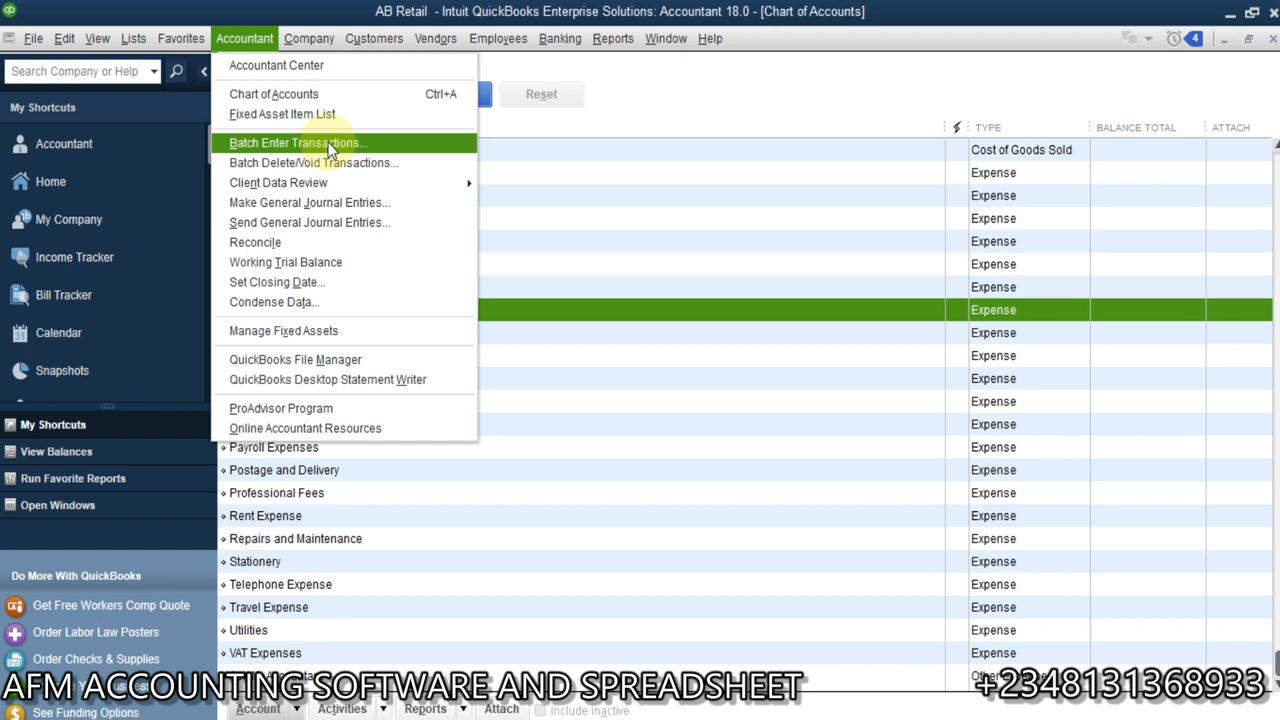 AB Retail - Intuit QuickBooks Enterprise Solutions: Accountant 18.0 - [Chart of Accounts]
File Edit View Lists Favorites Accountant Company Customers Vendors Employees Banking Reports Window Help 4
Search Company or Help
My Shortcuts
Accountant
Home
My Company
Income Tracker
Bill Tracker
Calendar
Snapshots
My Shortcuts
View Balances
Run Favorite Reports
Open Windows
Do More With QuickBooks
Get Free Workers Comp Quote
Order Labor Law Posters
Order Checks & Supplies
See Funding Options
Accountant Center
Chart of Accounts Ctrl+A
Fixed Asset Item List
Batch Enter Transactions...
Batch Delete/Void Transactions...
Client Data Review
Make General Journal Entries...
Send General Journal Entries...
Reconcile
Working Trial Balance
Set Closing Date...
Condense Data...
Manage Fixed Assets
QuickBooks File Manager
QuickBooks Desktop Statement Writer
ProAdvisor Program
Online Accountant Resources
Reset
TYPE BALANCE TOTAL ATTACH
Cost of Goods Sold
Expense
Expense
Expense
Expense
Expense
Expense
Expense
Expense
Expense
Expense
Expense
Expense
Payroll Expenses Expense
Postage and Delivery Expense
Professional Fees Expense
Rent Expense Expense
Repairs and Maintenance Expense
Stationery Expense
Telephone Expense Expense
Travel Expense Expense
Utilities Expense
VAT Expenses Expense
AFM ACCOUNTING SOFTWARE AND SPREADSHEET +2348131368933
Account Activities Reports Attach Include inactive